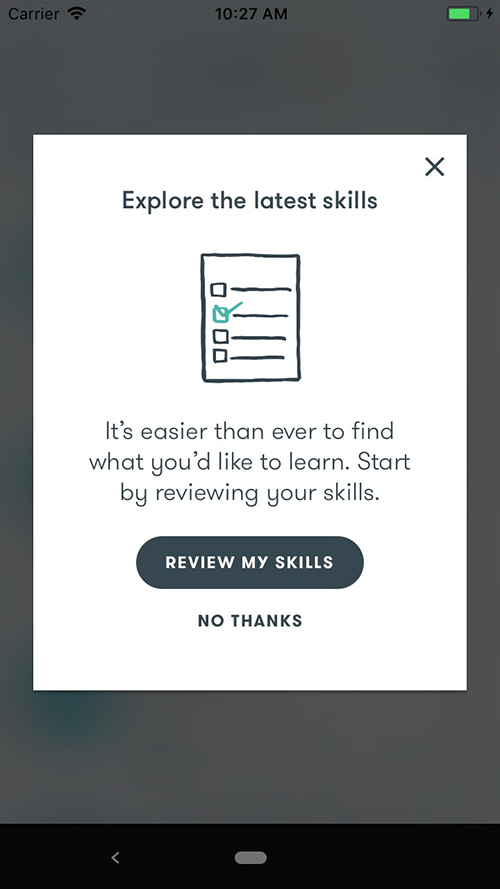 Carrier 10:27 AM
Explore the latest skills
It's easier than ever to find
what you'd like to learn. Start
by reviewing your skills.
REVIEW MY SKILLS
NO THANKS